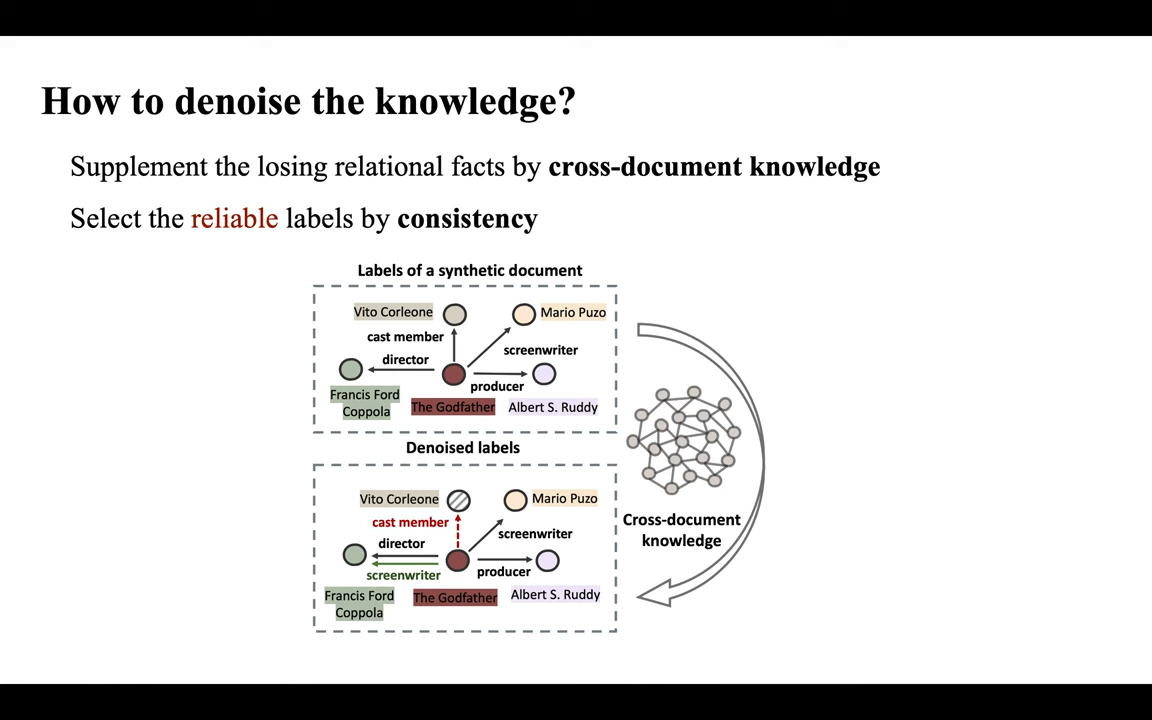 How to denoise the knowledge?
Supplement the losing relational facts by cross-document knowledge
Select the reliable labels by consistency
Labels of a synthetic document
Vito Corleone
Mario Puzo
cast member
screenwriter
director
producer
Francis Ford
Coppola
The Godfather
Albert S. Ruddy
Denoised labels
Vito Corleone
Mario Puzo
cast member
screenwriter
director
screenwriter
producer
Francis Ford
Coppola
The Godfather
Albert S. Ruddy
Cross-document
knowledge